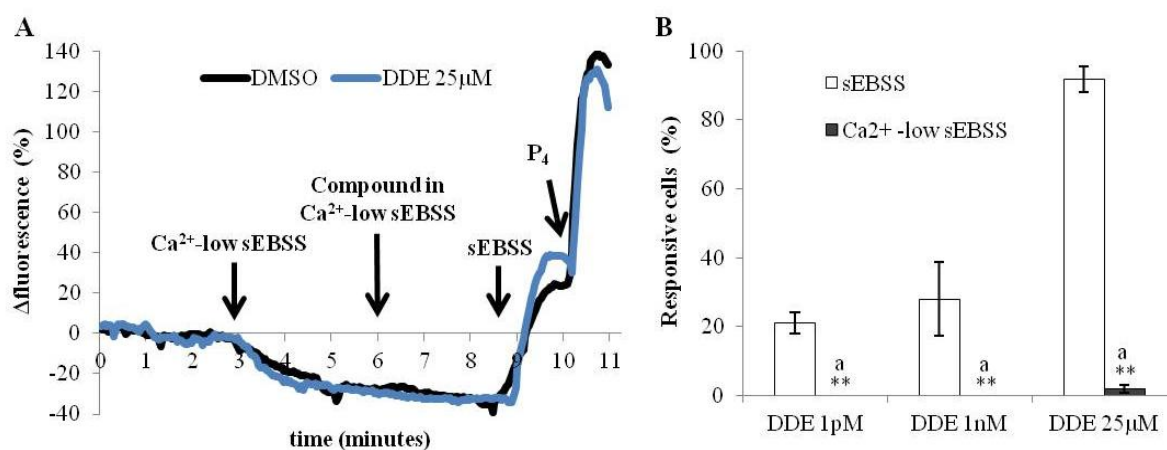 A
140
120
100
80
60
40
20
0
-20
-40
Δfluorescence (%)
DMSO
DDE 25μM
Ca²⁺-low sEBSS
Compound in
Ca²⁺-low sEBSS
sEBSS
P₄
0 1 2 3 4 5 6 7 8 9 10 11
time (minutes)
B
100
80
60
40
20
0
Responsive cells (%)
sEBSS
Ca2+ -low sEBSS
a
**
a
**
a
**
DDE 1pM DDE 1nM DDE 25μM